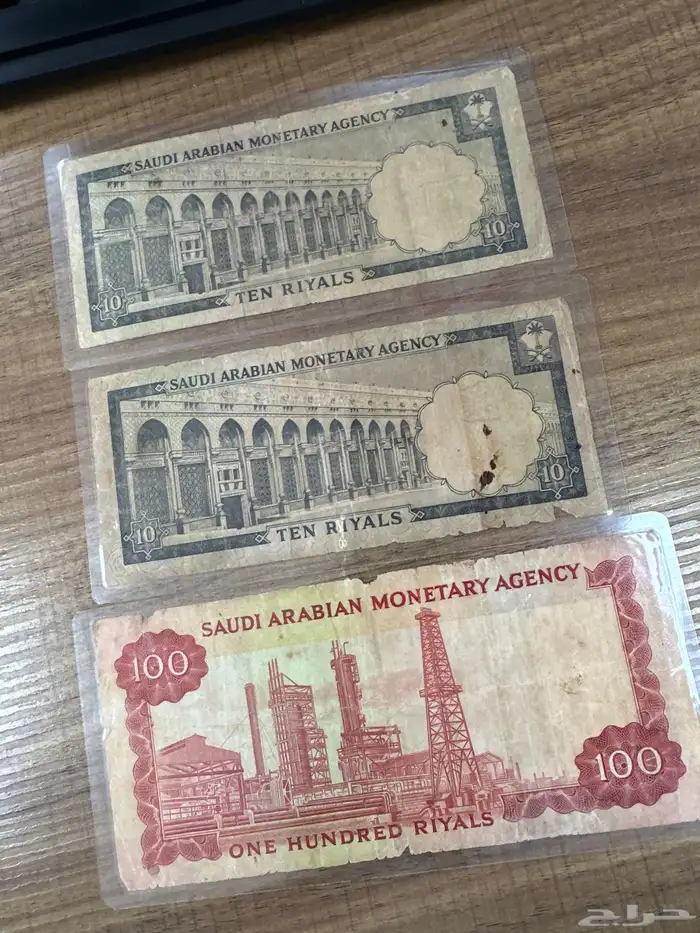 SAUDI ARABIAN MONETARY AGENCY
10
10
TEN RIYALS
SAUDI ARABIAN MONETARY AGENCY
10
10
TEN RIYALS
SAUDI ARABIAN MONETARY AGENCY
100
100
ONE HUNDRED RIYALS
حراج